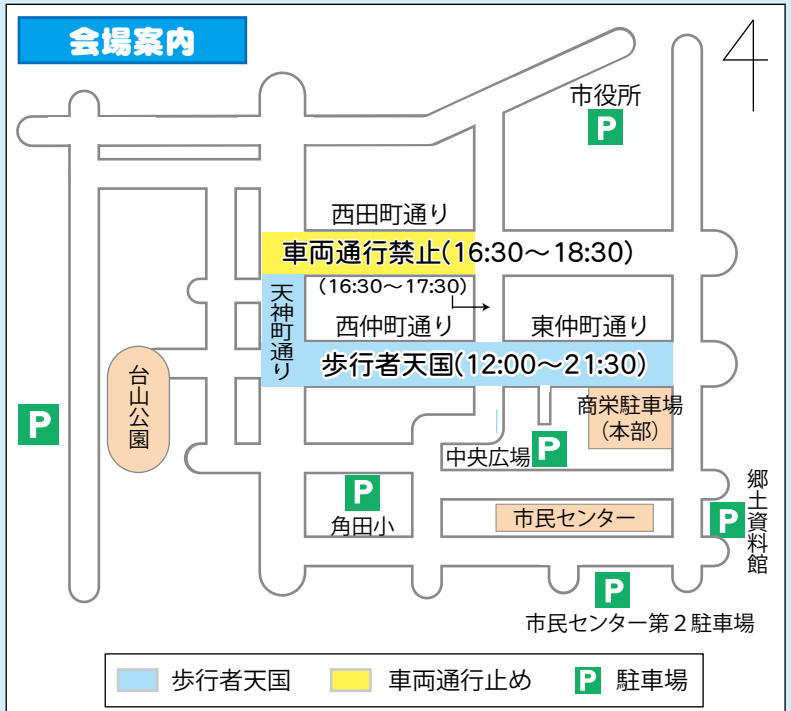 会場案内
市役所
P
西田町通り
車両通行禁止(16:30～18:30)
(16:30～17:30)
天神町通り
西仲町通り
東仲町通り
歩行者天国(12:00～21:30)
台山公園
P
商栄駐車場
(本部)
中央広場
P
P
角田小
市民センター
P
郷土資料館
P
市民センター第２駐車場
歩行者天国
車両通行止め
P 駐車場